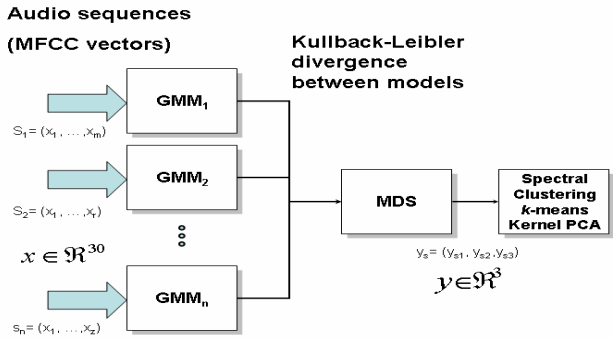 Audio sequences
(MFCC vectors)
Kullback-Leibler
divergence
between models
GMM₁
S₁= (x₁, ...,xₘ)
GMM₂
S₂= (x₁, ...,xᵣ)
MDS
Spectral
Clustering
k-means
Kernel PCA
x ∈ ℜ³⁰
yₛ= (yₛ₁, yₛ₂,yₛ₃)
y∈ℜ³
GMMₙ
sₙ= (x₁, ...,x_z)